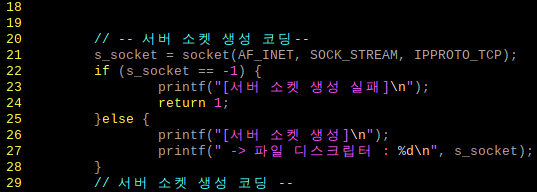 18
19
20 // -- 서버 소켓 생성 코딩--
21 s_socket = socket(AF_INET, SOCK_STREAM, IPPROTO_TCP);
22 if (s_socket == -1) {
23 printf("[서버 소켓 생성 실패]\n");
24 return 1;
25 }else {
26 printf("[서버 소켓 생성]\n");
27 printf(" -> 파일 디스크립터 : %d\n", s_socket);
28 }
29 // 서버 소켓 생성 코딩 --